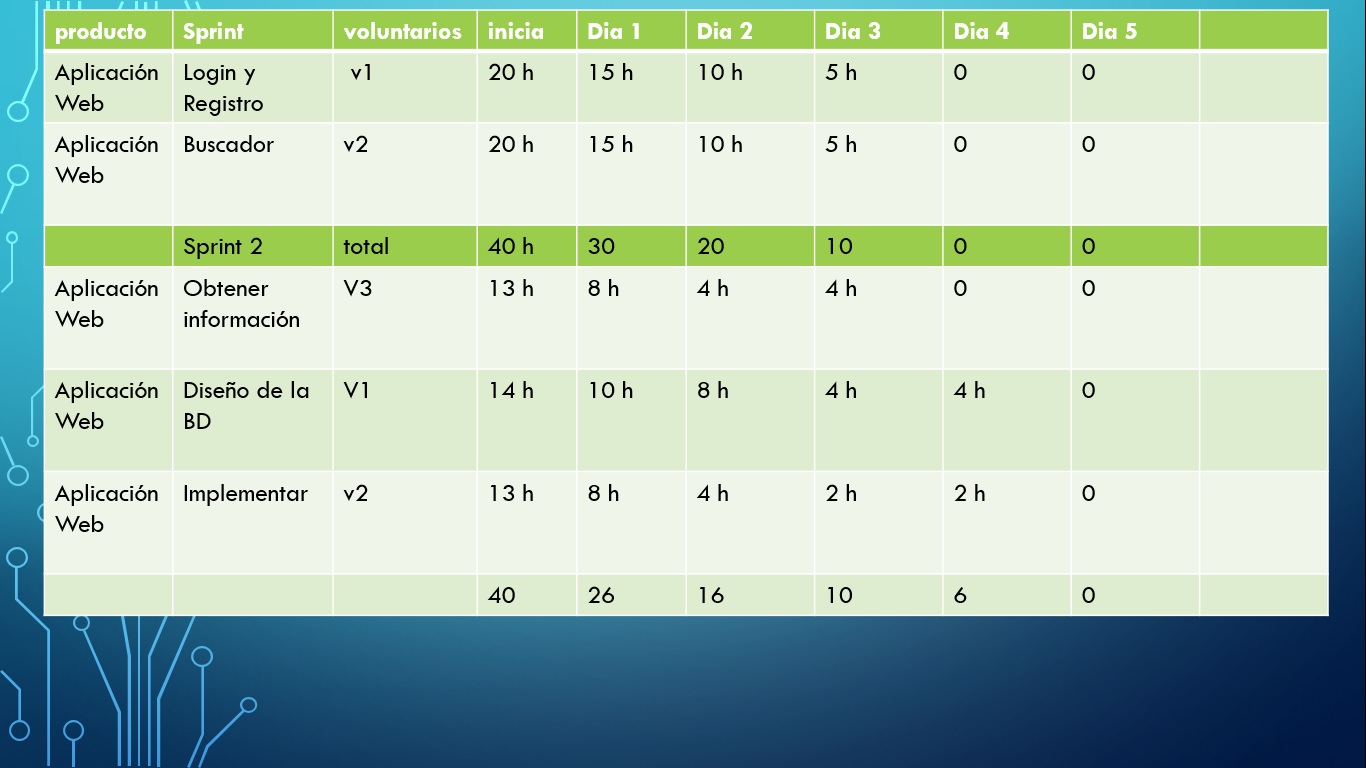 producto Sprint voluntarios inicia Dia 1 Dia 2 Dia 3 Dia 4 Dia 5
Aplicación Web Login y Registro v1 20 h 15 h 10 h 5 h 0 0
Aplicación Web Buscador v2 20 h 15 h 10 h 5 h 0 0
Sprint 2 total 40 h 30 20 10 0 0
Aplicación Web Obtener información V3 13 h 8 h 4 h 4 h 0 0
Aplicación Web Diseño de la BD V1 14 h 10 h 8 h 4 h 4 h 0
Aplicación Web Implementar v2 13 h 8 h 4 h 2 h 2 h 0
40 26 16 10 6 0